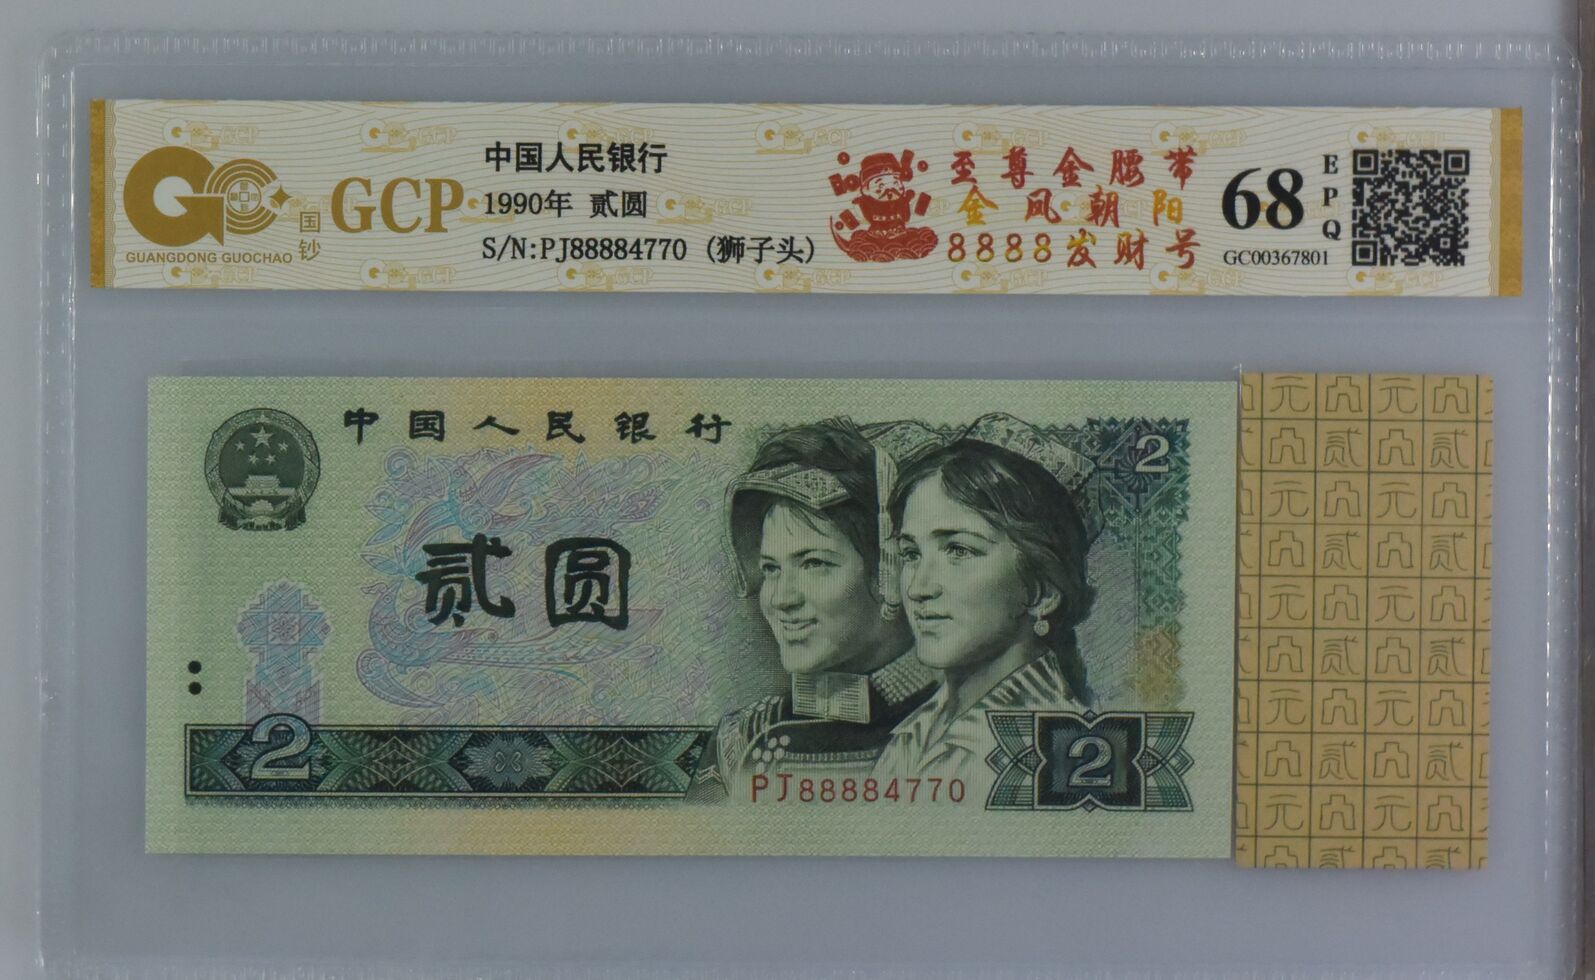 GCP
国钞
GUANGDONG GUOCHAO
中国人民银行
1990年 贰圆
S/N:PJ88884770 (狮子头)
至尊金腰带
金凤朝阳
8888发财号
68
EPQ
GC00367801
中国人民银行
2
贰圆
2
PJ88884770
2